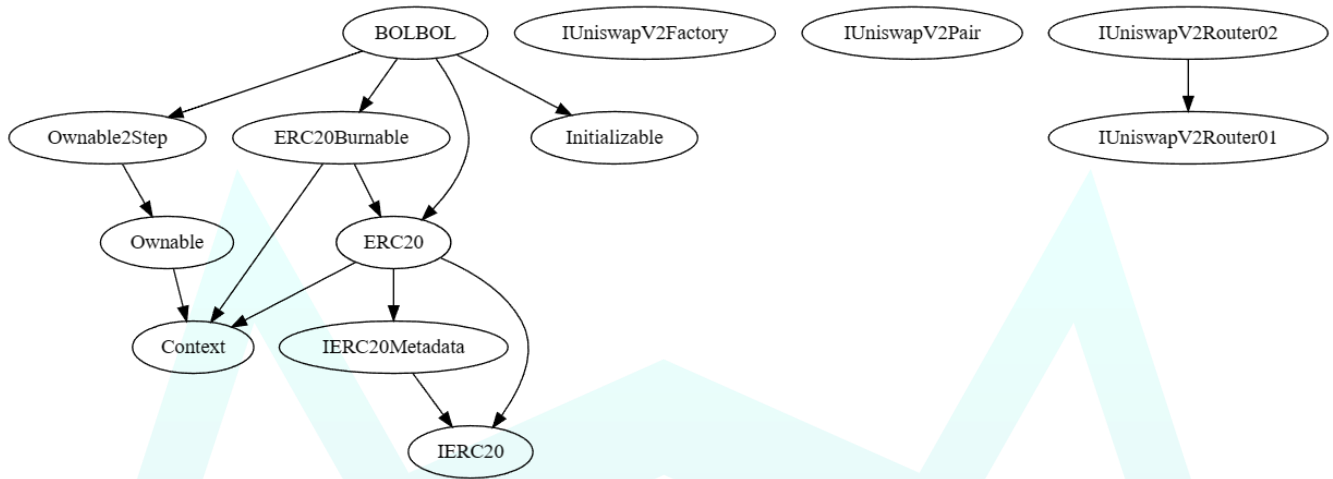 BOLBOL
IUniswapV2Factory
IUniswapV2Pair
IUniswapV2Router02
Ownable2Step
ERC20Burnable
Initializable
IUniswapV2Router01
Ownable
ERC20
Context
IERC20Metadata
IERC20